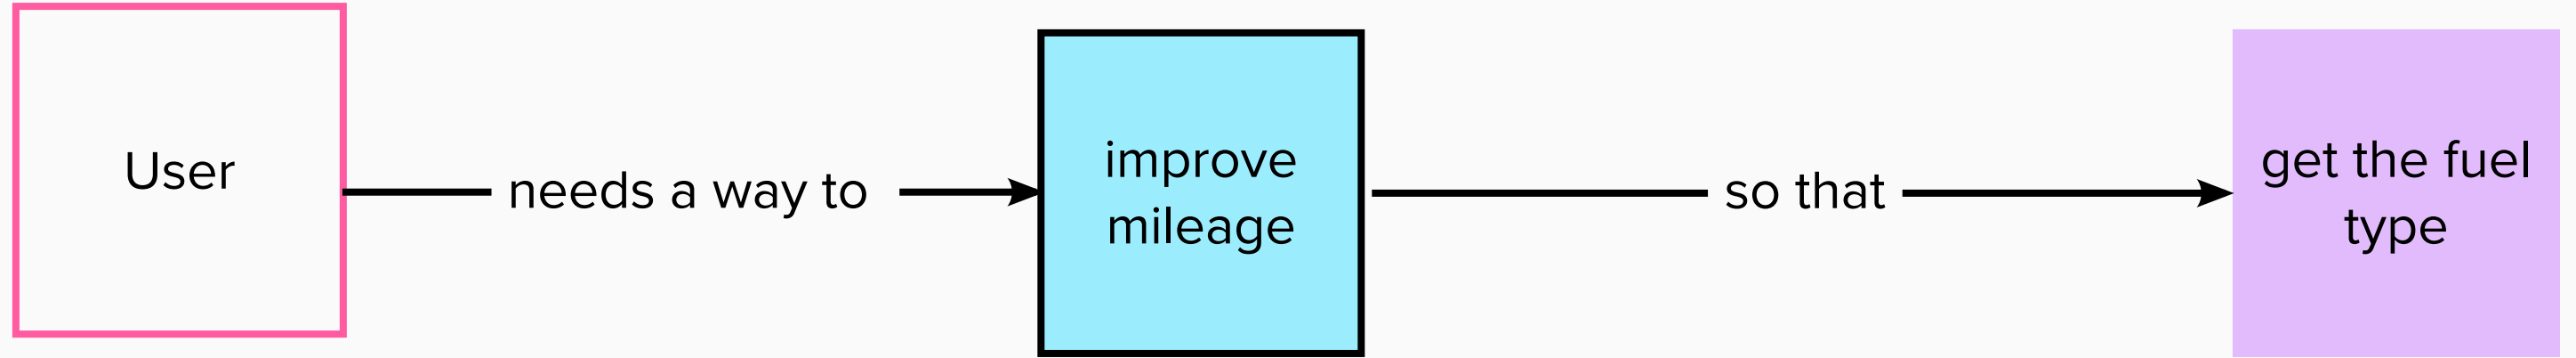 User
needs a way to
improve
mileage
so that
get the fuel
type